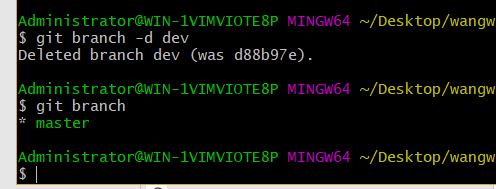 Administrator@WIN-1VIMVIOTE8P MINGW64 ~/Desktop/wangw
$ git branch -d dev
Deleted branch dev (was d88b97e).
Administrator@WIN-1VIMVIOTE8P MINGW64 ~/Desktop/wangw
$ git branch
* master
Administrator@WIN-1VIMVIOTE8P MINGW64 ~/Desktop/wangw
$